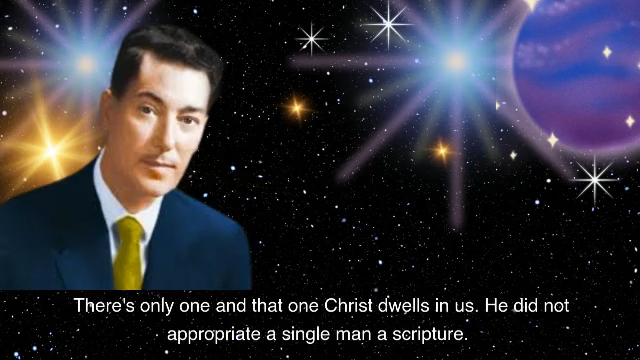 There's only one and that one Christ dwells in us. He did not
appropriate a single man a scripture.